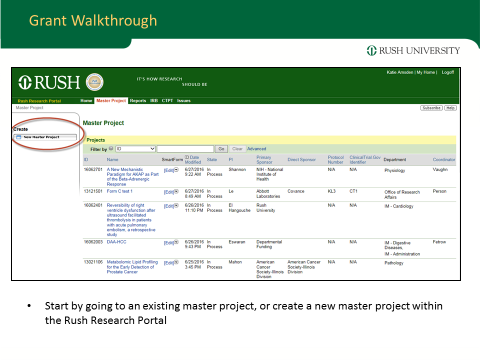 Grant Walkthrough
RUSH UNIVERSITY
Katie Amieker | My Home | Logoff
RUSH
IT'S HOW RESEARCH
SHOULD BE
Rush Research Portal Home Master Project Reports IRB CTPT Issues
Master Project Subscribe Help
Create
New Master Project
Master Project
Projects
Filter by ID Go Clear Advanced
ID Name SmartForm ID Date Modified State PI Primary Sponsor Direct Sponsor Protocol Number ClinicalTrial.Gov Identifier Department Coordinator
16062701 A New Mechanistic Paradigm for AKAP as Part of the Beta-Adrenergic Response [Edit] 6/27/2016 9:22 AM In Process Shannon NIH - National Institute of Health N/A N/A Physiology Vaughn
13121501 Form C test 1 [Edit] 6/27/2016 8:49 AM In Process Le Abbott Laboratories Covance KL3 CT1 Office of Research Affairs Person
16062401 Reversibility of right ventricle dysfunction after ultrasound facilitated thrombolysis in patients with acute pulmonary embolism, a retrospective study [Edit] 6/26/2016 11:10 PM In Process El Hangouche Rush University N/A N/A IM - Cardiology
16062003 DAA-HCC [Edit] 6/26/2016 9:43 PM In Process Eswaran Departmental Funding N/A N/A IM - Digestive Diseases, IM - Administration Patron
13021106 Metabolomic Lipid Profiling for the Early Detection of Prostate Cancer [Edit] 6/25/2016 3:45 PM In Process Mahon American Cancer Society-Illinois Division American Cancer Society-Illinois Division N/A N/A Pathology
• Start by going to an existing master project, or create a new master project within
the Rush Research Portal